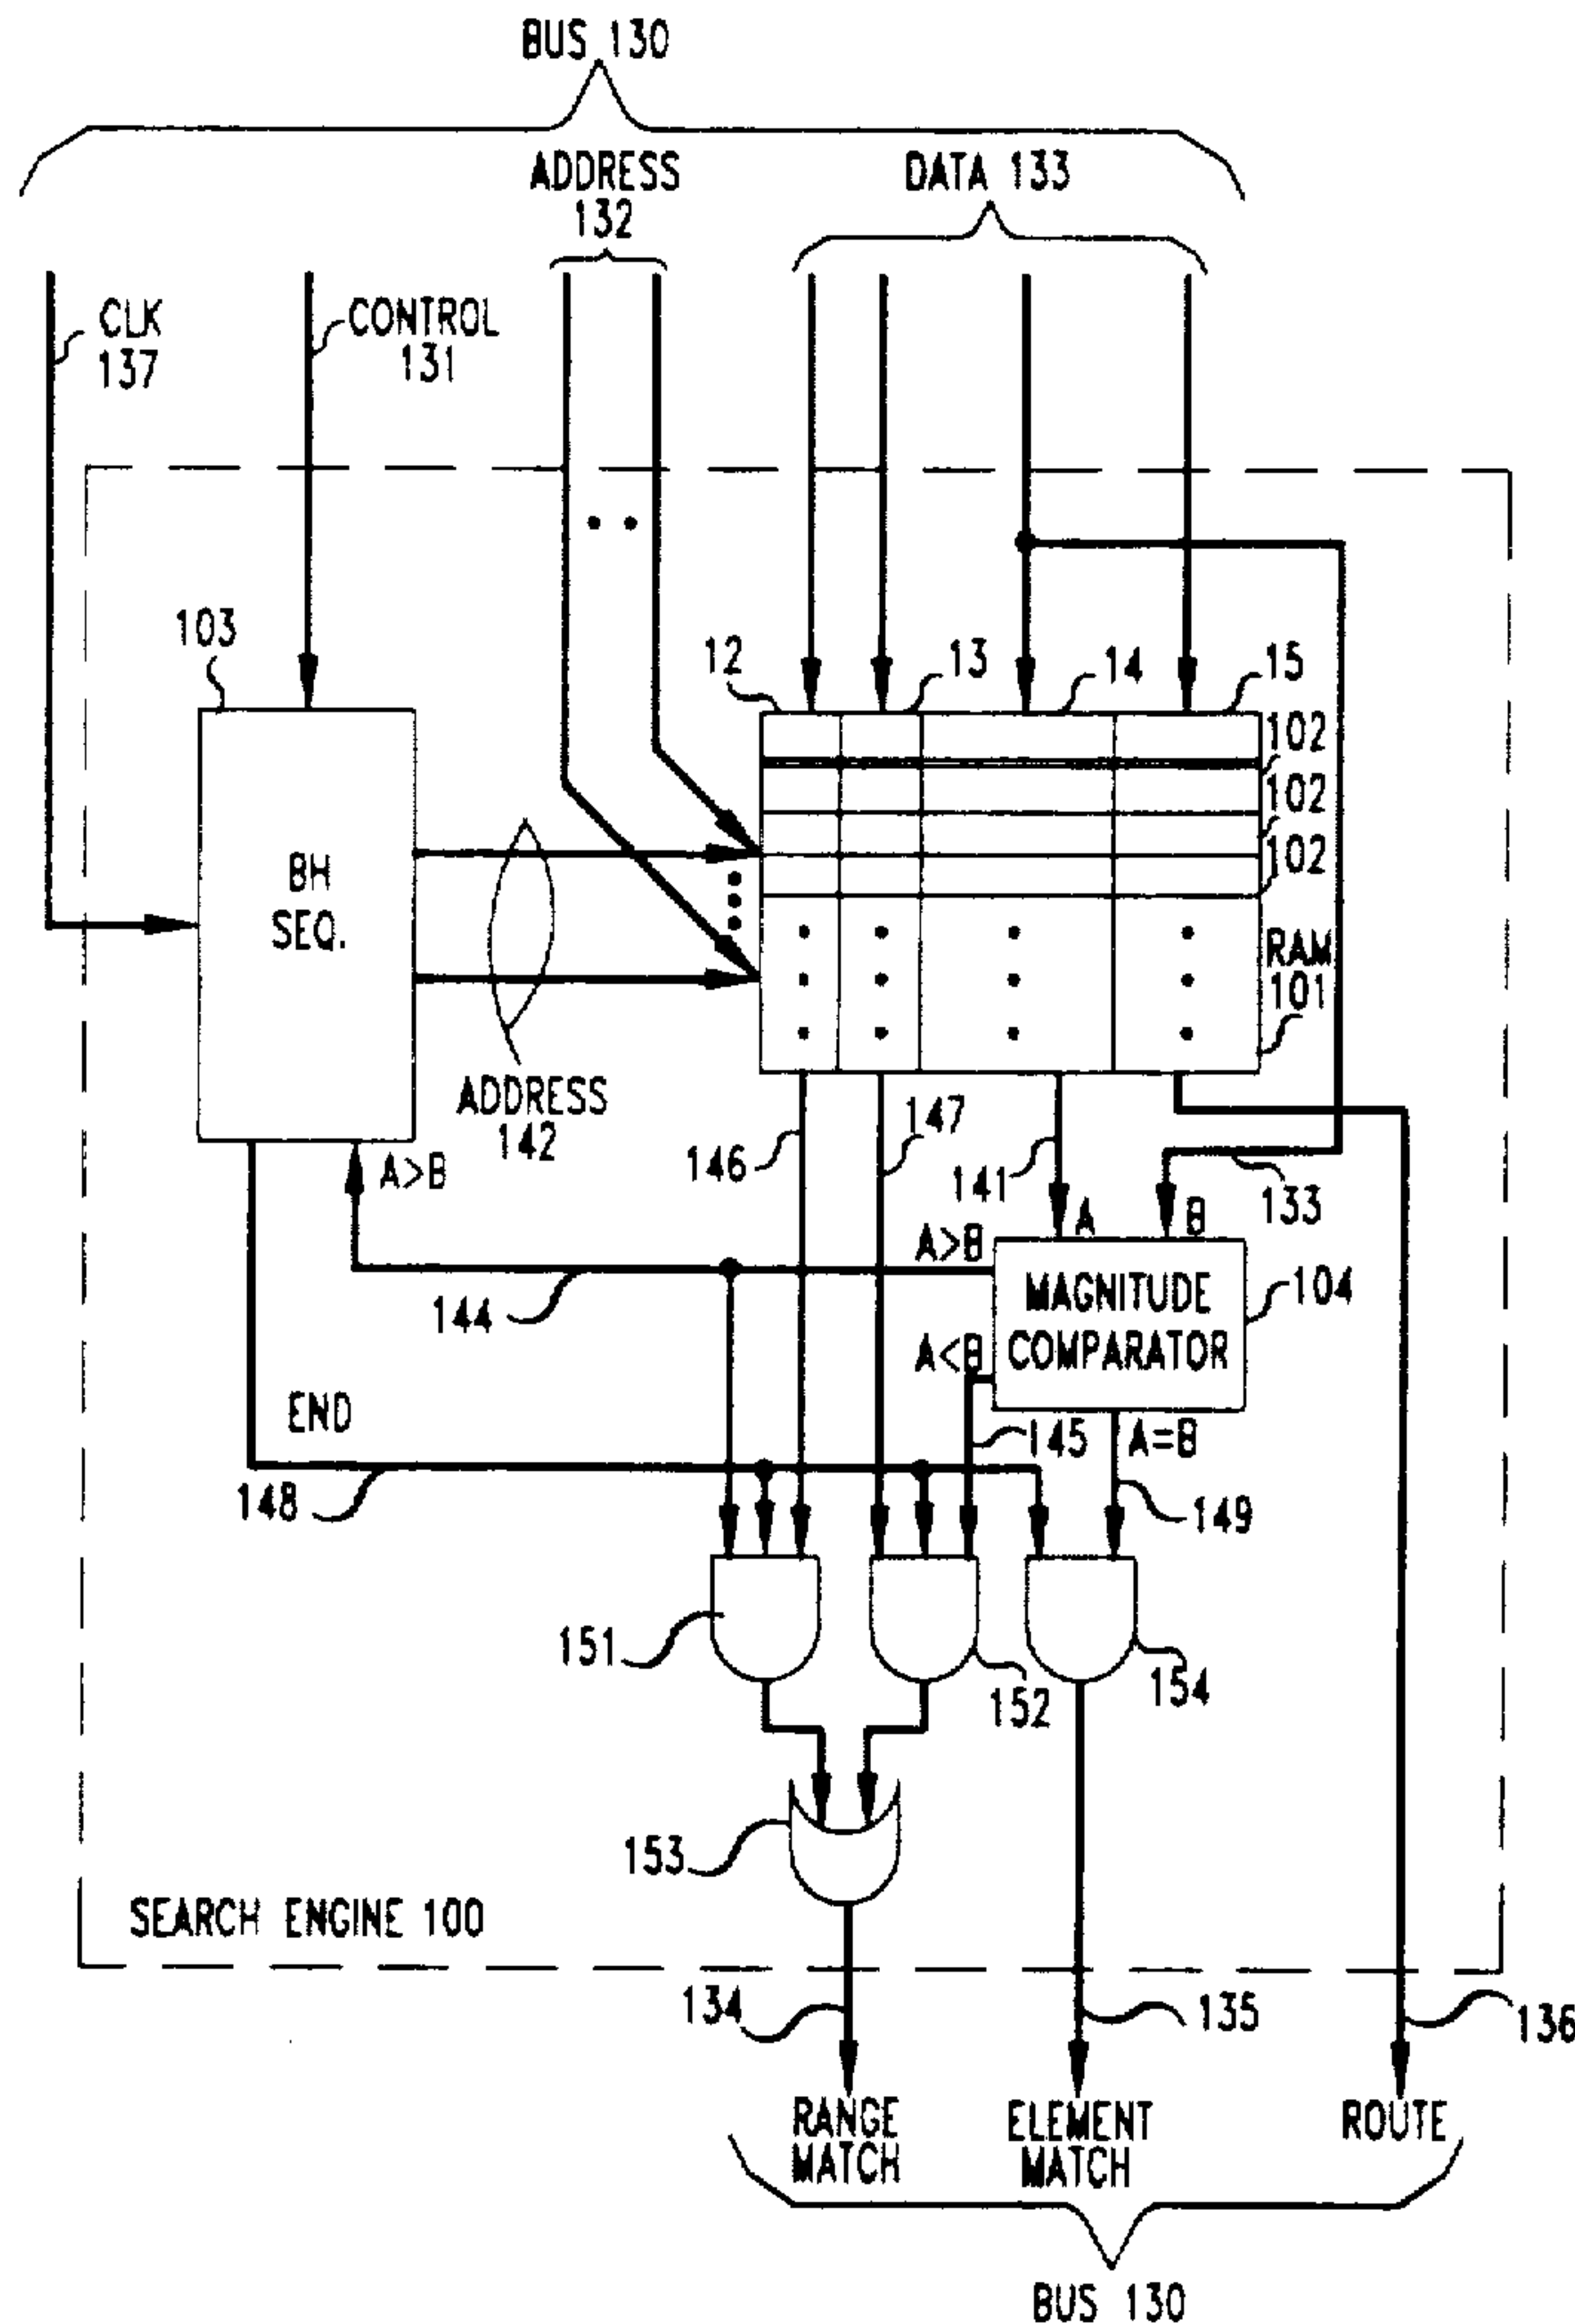 BUS 130
ADDRESS
132
DATA 133
CLK
137
CONTROL
131
103
12
13
14
15
102
102
102
BH
SEQ.
RAM
101
ADDRESS
142
A>B
146
147
141
A
B
133
A>B
144
MAGNITUDE
COMPARATOR
104
A<B
END
145
A=B
148
149
151
152
154
153
SEARCH ENGINE 100
134
135
136
RANGE
MATCH
ELEMENT
MATCH
ROUTE
BUS 130